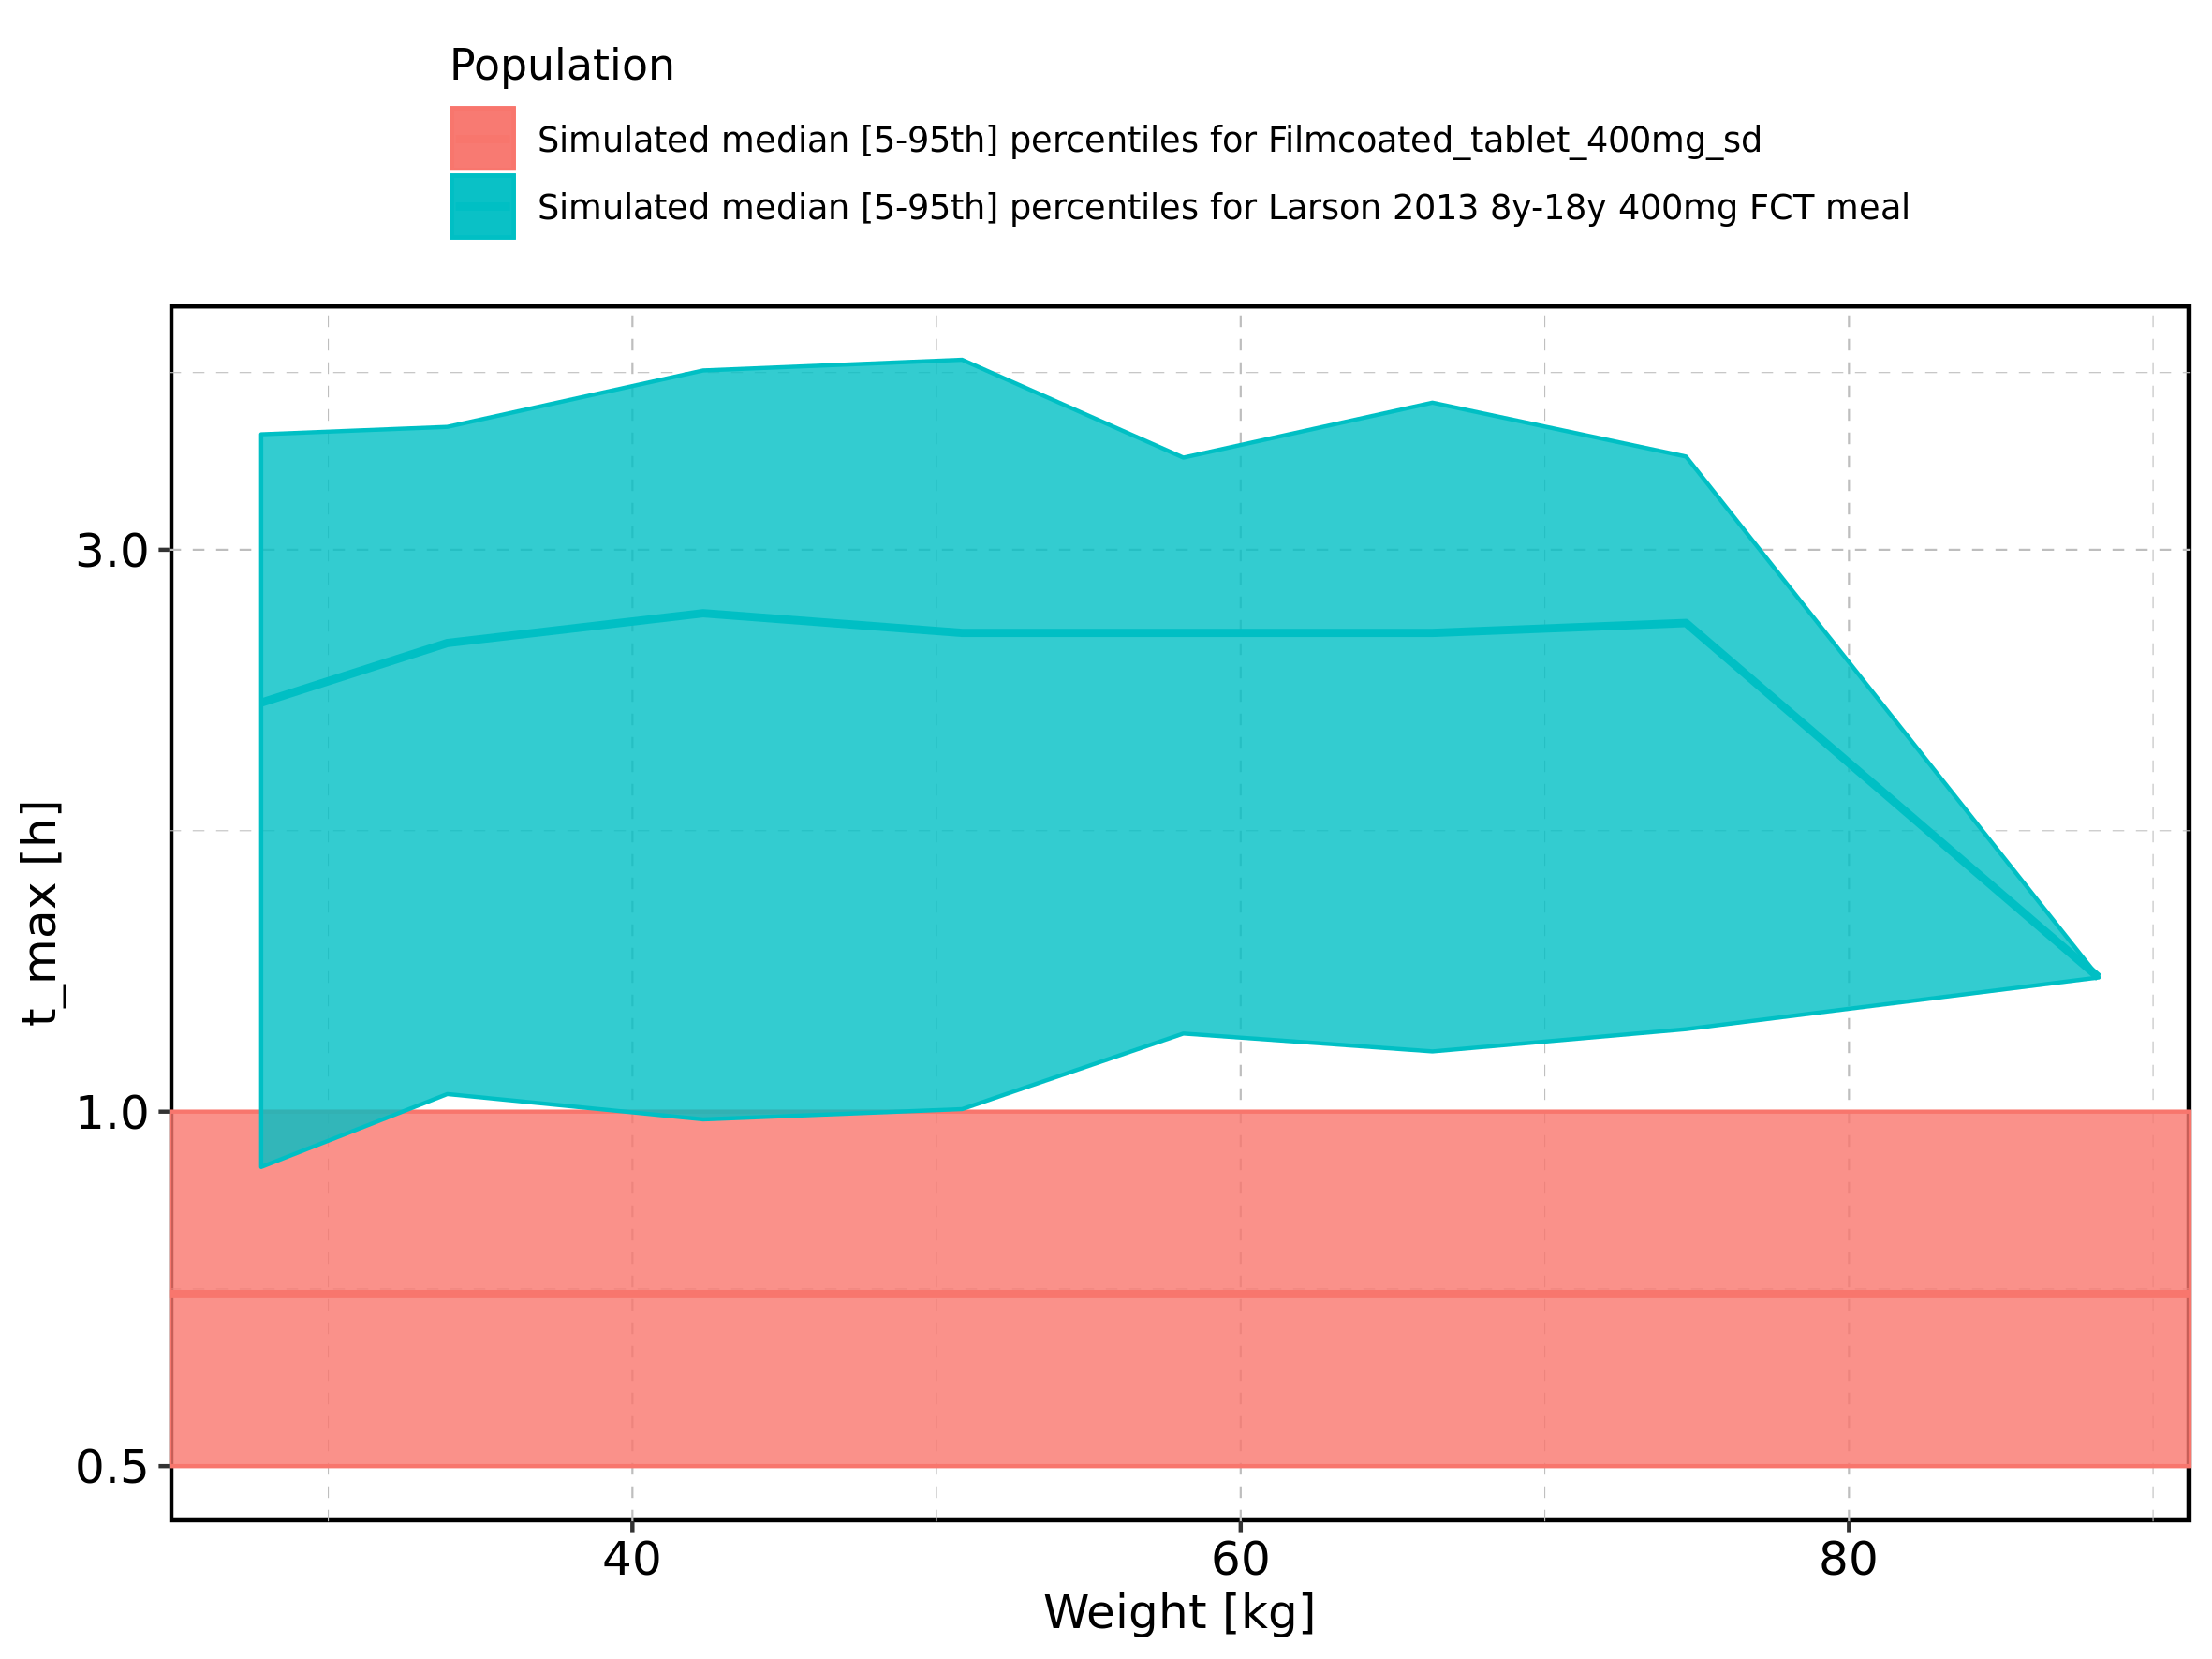 Population
Simulated median [5-95th] percentiles for Filmcoated_tablet_400mg_sd
Simulated median [5-95th] percentiles for Larson 2013 8y-18y 400mg FCT meal
t_max [h]
3.0
1.0
0.5
40 60 80
Weight [kg]